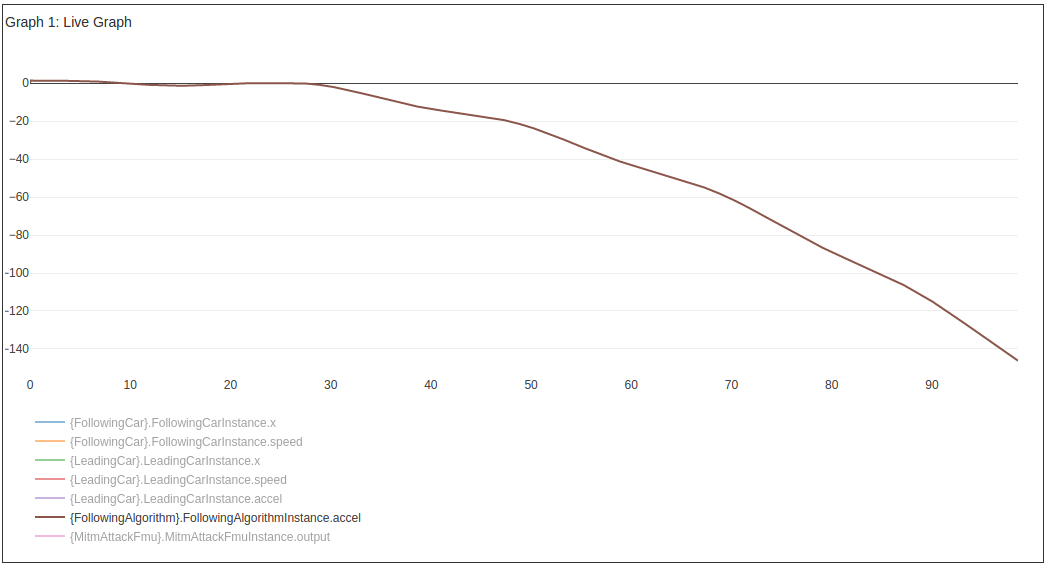 Graph 1: Live Graph
0
−20
−40
−60
−80
−100
−120
−140
0 10 20 30 40 50 60 70 80 90
{FollowingCar}.FollowingCarInstance.x
{FollowingCar}.FollowingCarInstance.speed
{LeadingCar}.LeadingCarInstance.x
{LeadingCar}.LeadingCarInstance.speed
{LeadingCar}.LeadingCarInstance.accel
{FollowingAlgorithm}.FollowingAlgorithmInstance.accel
{MitmAttackFmu}.MitmAttackFmuInstance.output